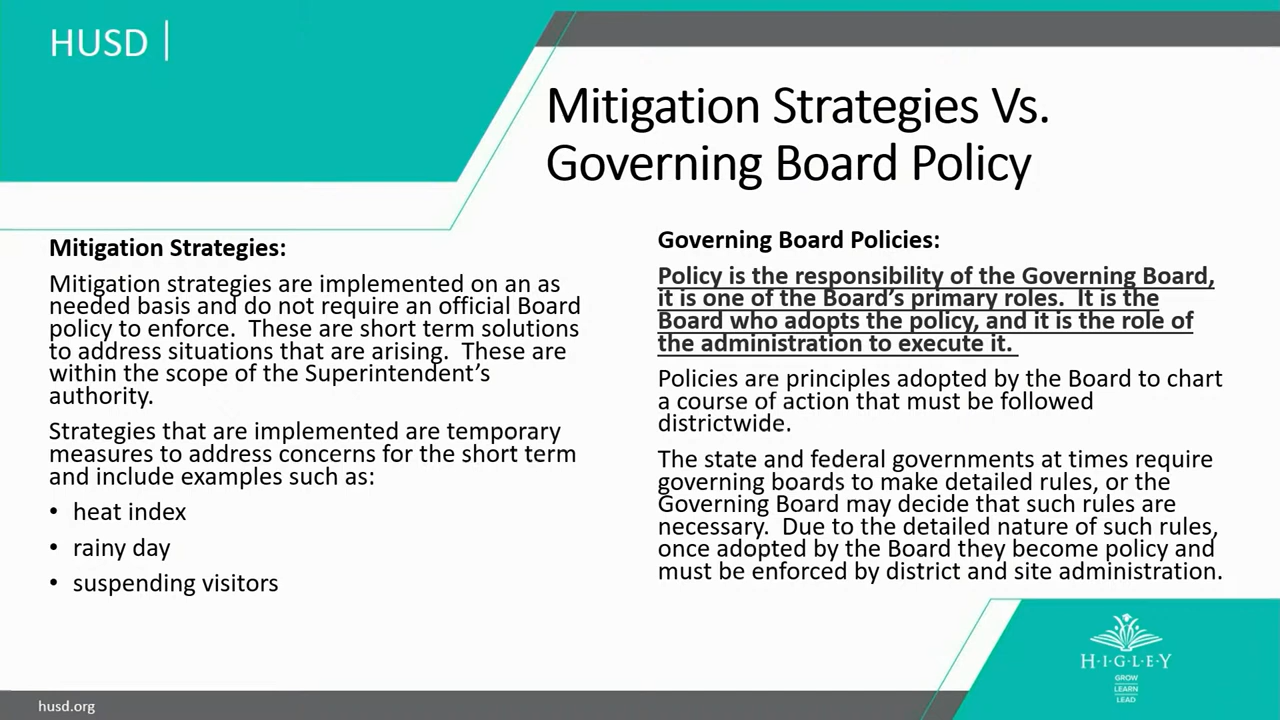 HUSD |
Mitigation Strategies Vs.
Governing Board Policy
Mitigation Strategies:
Mitigation strategies are implemented on an as
needed basis and do not require an official Board
policy to enforce.  These are short term solutions
to address situations that are arising.  These are
within the scope of the Superintendent’s
authority.
Strategies that are implemented are temporary
measures to address concerns for the short term
and include examples such as:
• heat index
• rainy day
• suspending visitors
Governing Board Policies:
Policy is the responsibility of the Governing Board,
it is one of the Board’s primary roles.  It is the
Board who adopts the policy, and it is the role of
the administration to execute it.
Policies are principles adopted by the Board to chart
a course of action that must be followed
districtwide.
The state and federal governments at times require
governing boards to make detailed rules, or the
Governing Board may decide that such rules are
necessary.  Due to the detailed nature of such rules,
once adopted by the Board they become policy and
must be enforced by district and site administration.
H·I·G·L·E·Y
GROW
LEARN
LEAD
husd.org